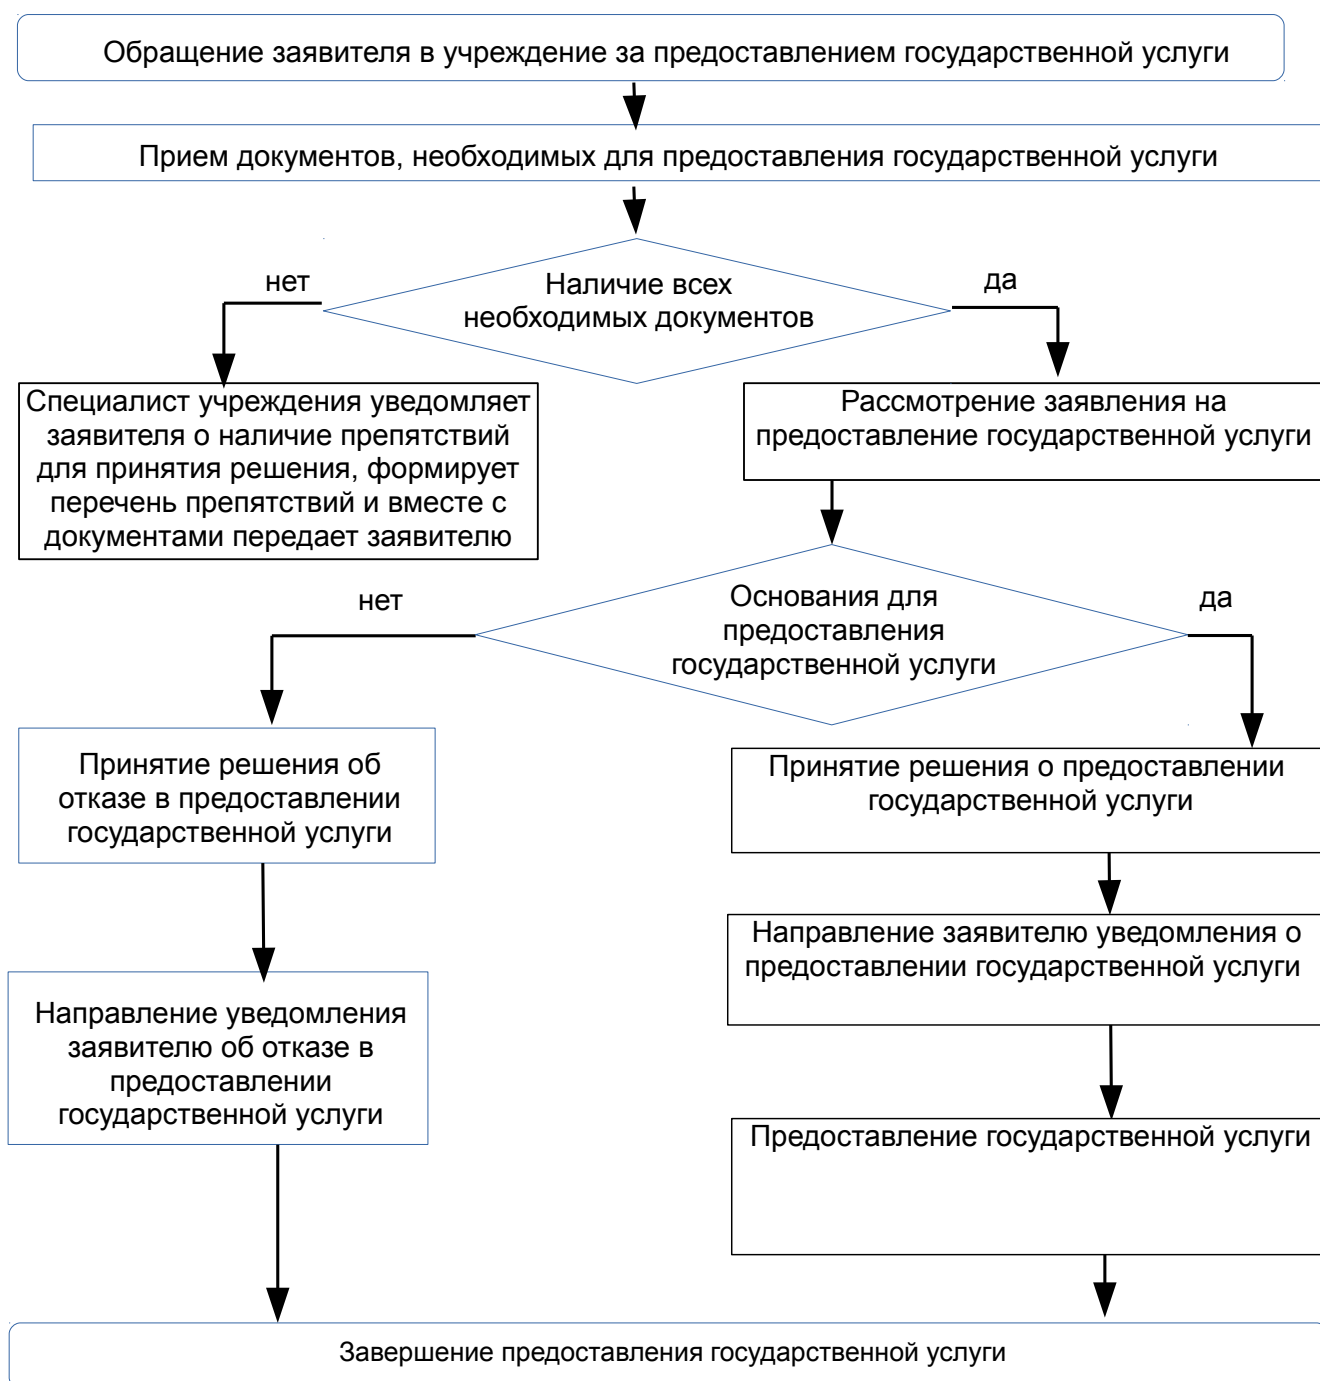 Обращение заявителя в учреждение за предоставлением государственной услуги
Прием документов, необходимых для предоставления государственной услуги
нет
Наличие всех
необходимых документов
да
Специалист учреждения уведомляет
заявителя о наличие препятствий
для принятия решения, формирует
перечень препятствий и вместе с
документами передает заявителю
Рассмотрение заявления на
предоставление государственной услуги
нет
Основания для
предоставления
государственной услуги
да
Принятие решения об
отказе в предоставлении
государственной услуги
Принятие решения о предоставлении
государственной услуги
Направление уведомления
заявителю об отказе в
предоставлении
государственной услуги
Направление заявителю уведомления о
предоставлении государственной услуги
Предоставление государственной услуги
Завершение предоставления государственной услуги